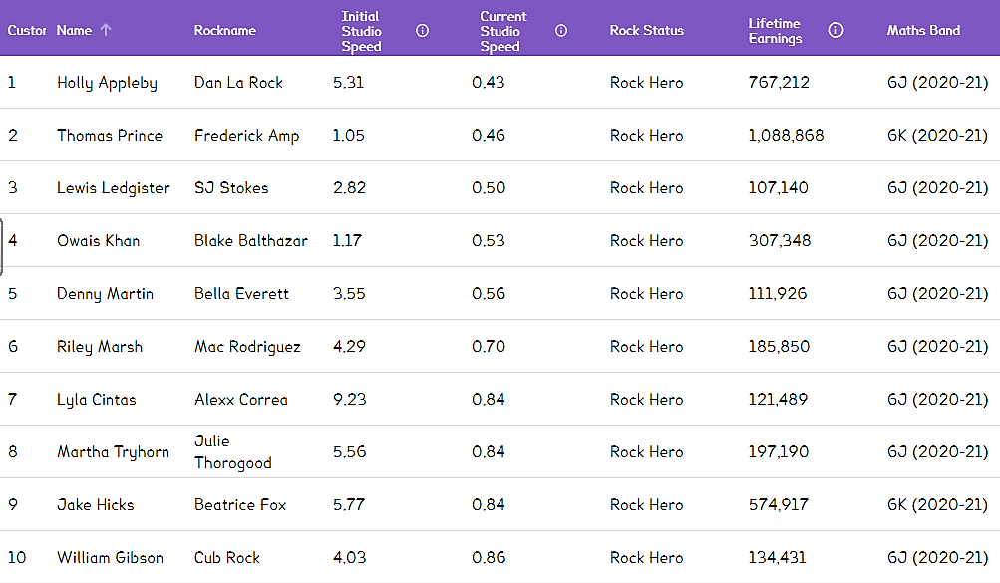 Custor Name Rockname Initial Studio Speed Current Studio Speed Rock Status Lifetime Earnings Maths Band
1 Holly Appleby Dan La Rock 5.31 0.43 Rock Hero 767,212 6J (2020-21)
2 Thomas Prince Frederick Amp 1.05 0.46 Rock Hero 1,088,868 6K (2020-21)
3 Lewis Ledgister SJ Stokes 2.82 0.50 Rock Hero 107,140 6J (2020-21)
4 Owais Khan Blake Balthazar 1.17 0.53 Rock Hero 307,348 6J (2020-21)
5 Denny Martin Bella Everett 3.55 0.56 Rock Hero 111,926 6J (2020-21)
6 Riley Marsh Mac Rodriguez 4.29 0.70 Rock Hero 185,850 6J (2020-21)
7 Lyla Cintas Alexx Correa 9.23 0.84 Rock Hero 121,489 6J (2020-21)
8 Martha Tryhorn Julie Thorogood 5.56 0.84 Rock Hero 197,190 6J (2020-21)
9 Jake Hicks Beatrice Fox 5.77 0.84 Rock Hero 574,917 6K (2020-21)
10 William Gibson Cub Rock 4.03 0.86 Rock Hero 134,431 6J (2020-21)